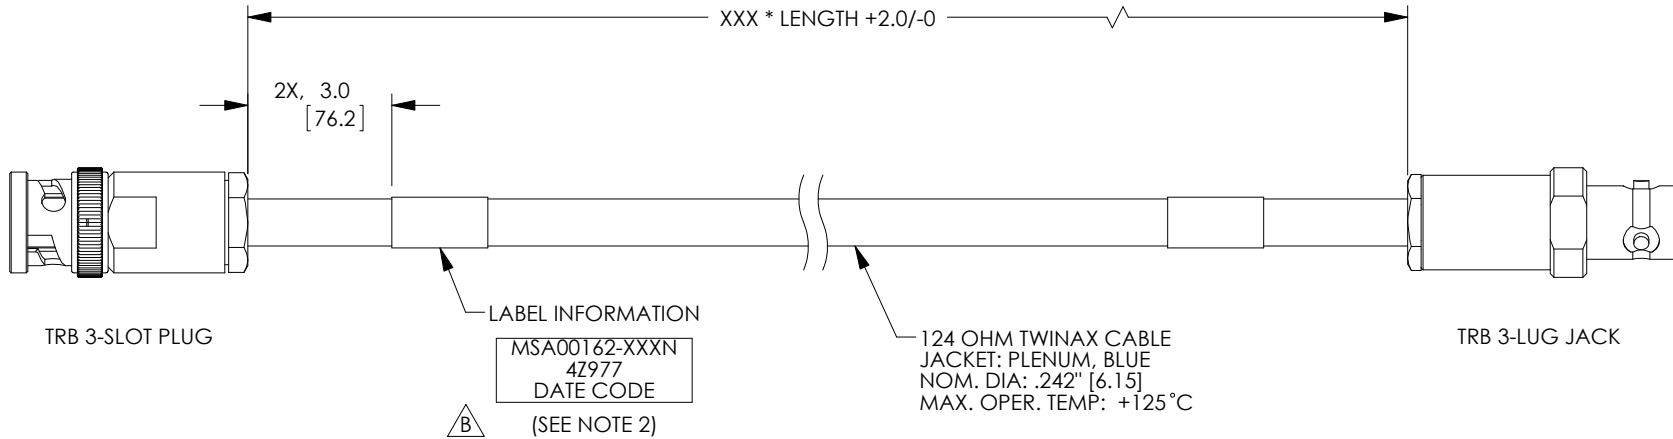 XXX * LENGTH +2.0/-0
2X, 3.0
[76.2]
TRB 3-SLOT PLUG
LABEL INFORMATION
MSA00162-XXXN
4Z977
DATE CODE
B
(SEE NOTE 2)
124 OHM TWINAX CABLE
JACKET: PLENUM, BLUE
NOM. DIA: .242" [6.15]
MAX. OPER. TEMP: +125°C
TRB 3-LUG JACK